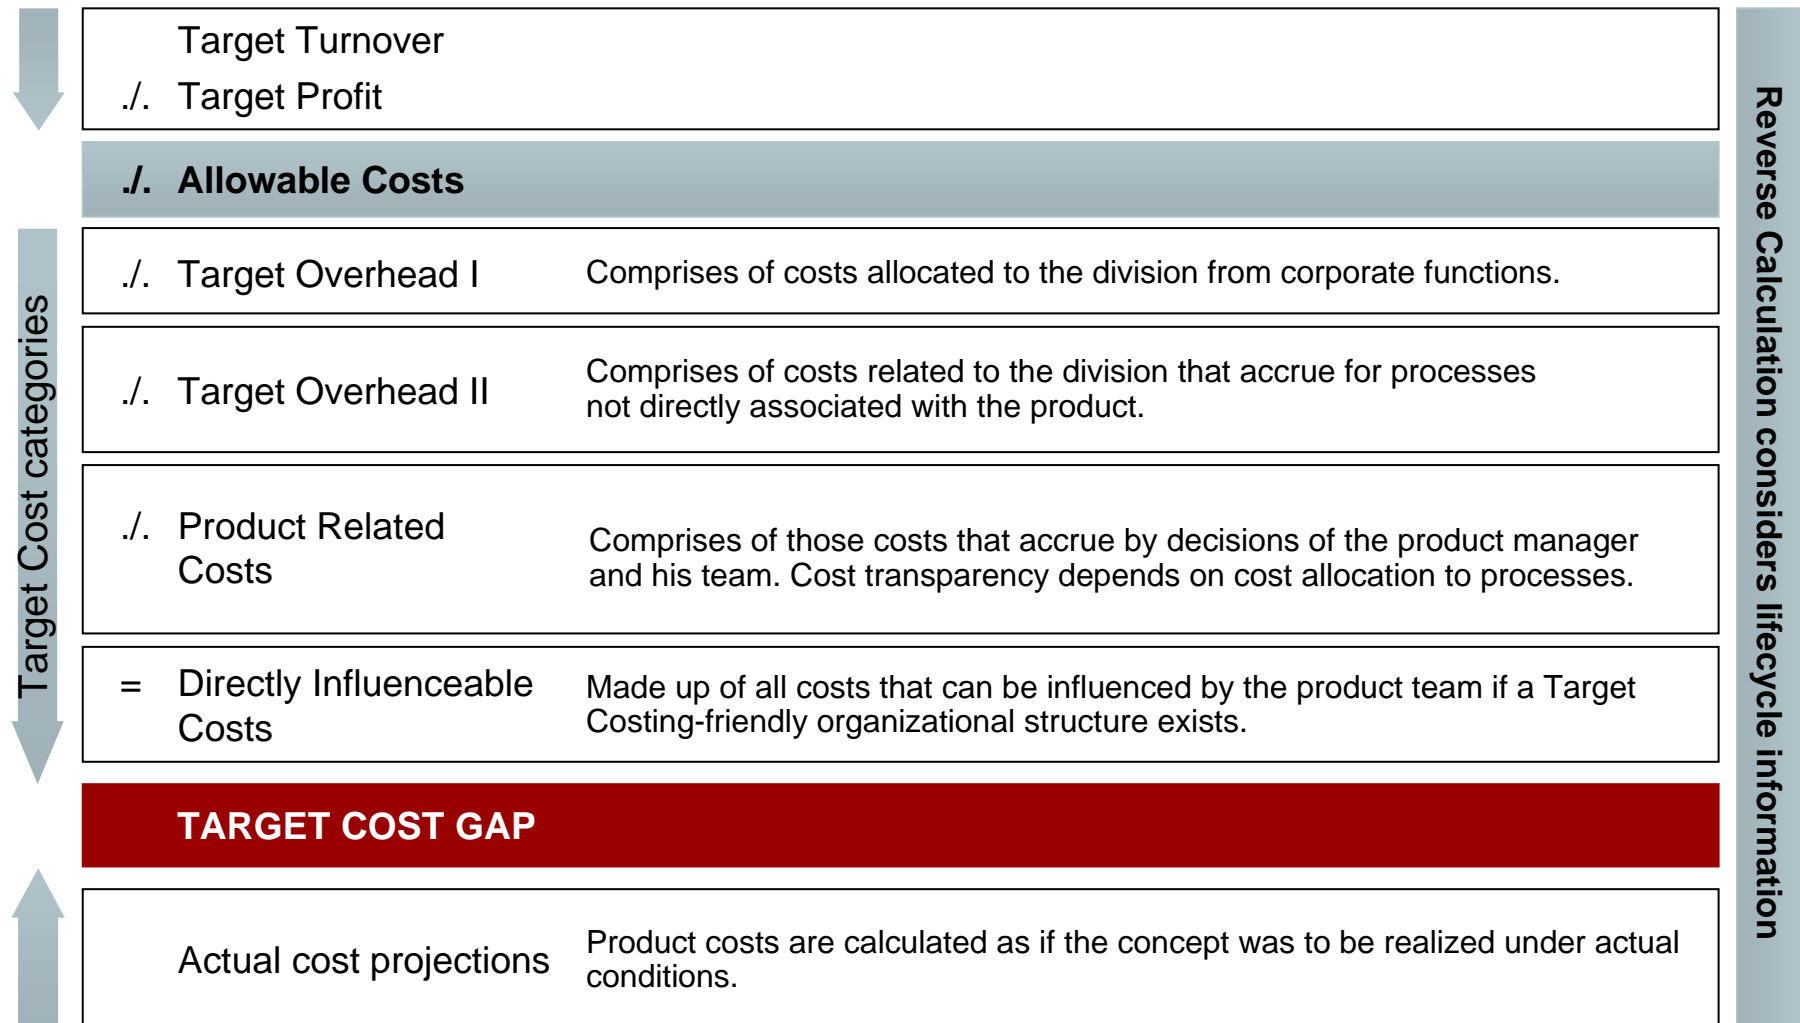 Target Turnover
./. Target Profit
./. Allowable Costs
Target Cost categories
./. Target Overhead I
Comprises of costs allocated to the division from corporate functions.
./. Target Overhead II
Comprises of costs related to the division that accrue for processes
not directly associated with the product.
./. Product Related
Costs
Comprises of those costs that accrue by decisions of the product manager
and his team. Cost transparency depends on cost allocation to processes.
= Directly Influenceable
Costs
Made up of all costs that can be influenced by the product team if a Target
Costing-friendly organizational structure exists.
TARGET COST GAP
Actual cost projections
Product costs are calculated as if the concept was to be realized under actual
conditions.
Reverse Calculation considers lifecycle information